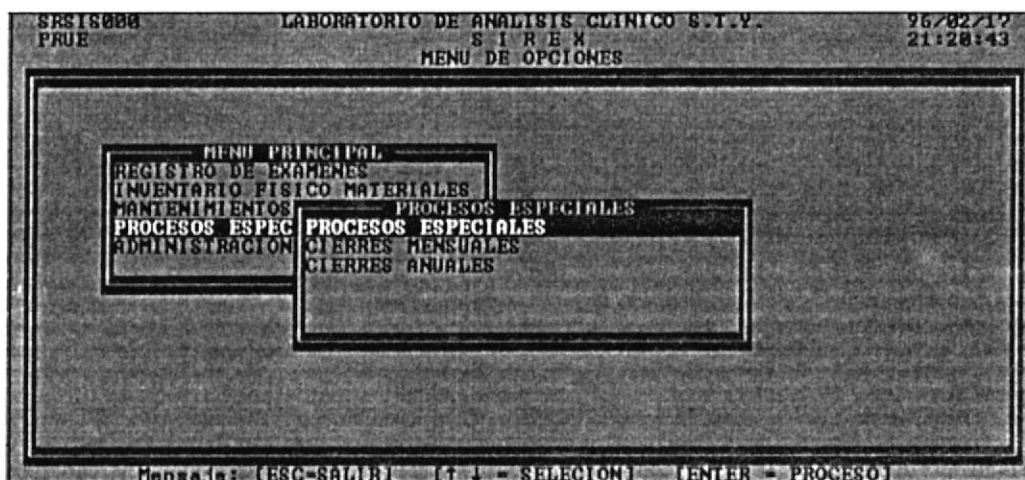 SRSIS000 LABORATORIO DE ANALISIS CLINICO S.T.Y. 96/02/17
PRUE S I R E X 21:20:43
MENU DE OPCIONES
MENU PRINCIPAL
REGISTRO DE EXAMENES
INVENTARIO FISICO MATERIALES
MANTENIMIENTOS
PROCESOS ESPEC
ADMINISTRACION
PROCESOS ESPECIALES
PROCESOS ESPECIALES
CIERRES MENSUALES
CIERRES ANUALES
Mensaje: [ESC=SALIR] [↑ ↓ = SELECION] [ENTER = PROCESO]